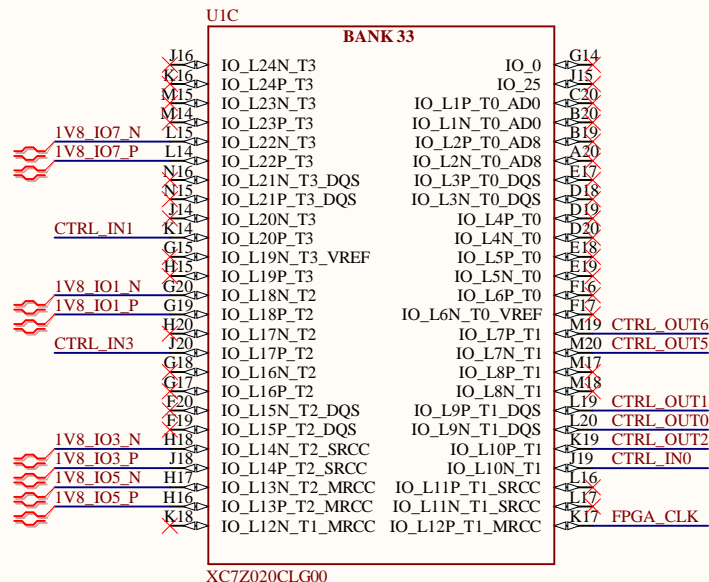 U1C
BANK 33
J16 IO_L24N_T3 IO_0 G14
K16 IO_L24P_T3 IO_25 J15
M15 IO_L23N_T3 IO_L1P_T0_AD0 C20
M14 IO_L23P_T3 IO_L1N_T0_AD0 B20
1V8_IO7_N L15 IO_L22N_T3 IO_L2P_T0_AD8 B19
1V8_IO7_P L14 IO_L22P_T3 IO_L2N_T0_AD8 A20
N16 IO_L21N_T3_DQS IO_L3P_T0_DQS E17
N15 IO_L21P_T3_DQS IO_L3N_T0_DQS D18
J14 IO_L20N_T3 IO_L4P_T0 D19
CTRL_IN1 K14 IO_L20P_T3 IO_L4N_T0 D20
G15 IO_L19N_T3_VREF IO_L5P_T0 E18
H15 IO_L19P_T3 IO_L5N_T0 E19
1V8_IO1_N G20 IO_L18N_T2 IO_L6P_T0 F16
1V8_IO1_P G19 IO_L18P_T2 IO_L6N_T0_VREF F17
H20 IO_L17N_T2 IO_L7P_T1 M19 CTRL_OUT6
CTRL_IN3 J20 IO_L17P_T2 IO_L7N_T1 M20 CTRL_OUT5
G18 IO_L16N_T2 IO_L8P_T1 M17
G17 IO_L16P_T2 IO_L8N_T1 M18
F20 IO_L15N_T2_DQS IO_L9P_T1_DQS L19 CTRL_OUT1
F19 IO_L15P_T2_DQS IO_L9N_T1_DQS L20 CTRL_OUT0
1V8_IO3_N H18 IO_L14N_T2_SRCC IO_L10P_T1 K19 CTRL_OUT2
1V8_IO3_P J18 IO_L14P_T2_SRCC IO_L10N_T1 J19 CTRL_IN0
1V8_IO5_N H17 IO_L13N_T2_MRCC IO_L11P_T1_SRCC L16
1V8_IO5_P H16 IO_L13P_T2_MRCC IO_L11N_T1_SRCC L17
K18 IO_L12N_T1_MRCC IO_L12P_T1_MRCC K17 FPGA_CLK
XC7Z020CLG00